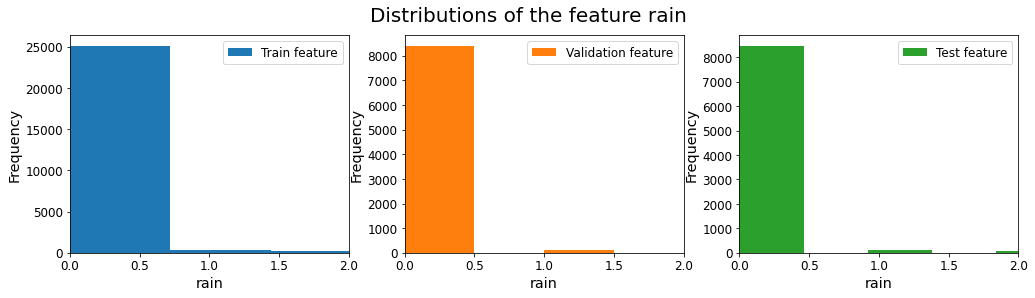 Distributions of the feature rain
Train feature
25000
20000
15000
10000
5000
0
Frequency
0.0 0.5 1.0 1.5 2.0
rain
Validation feature
8000
7000
6000
5000
4000
3000
2000
1000
0
Frequency
0.0 0.5 1.0 1.5 2.0
rain
Test feature
8000
7000
6000
5000
4000
3000
2000
1000
0
Frequency
0.0 0.5 1.0 1.5 2.0
rain